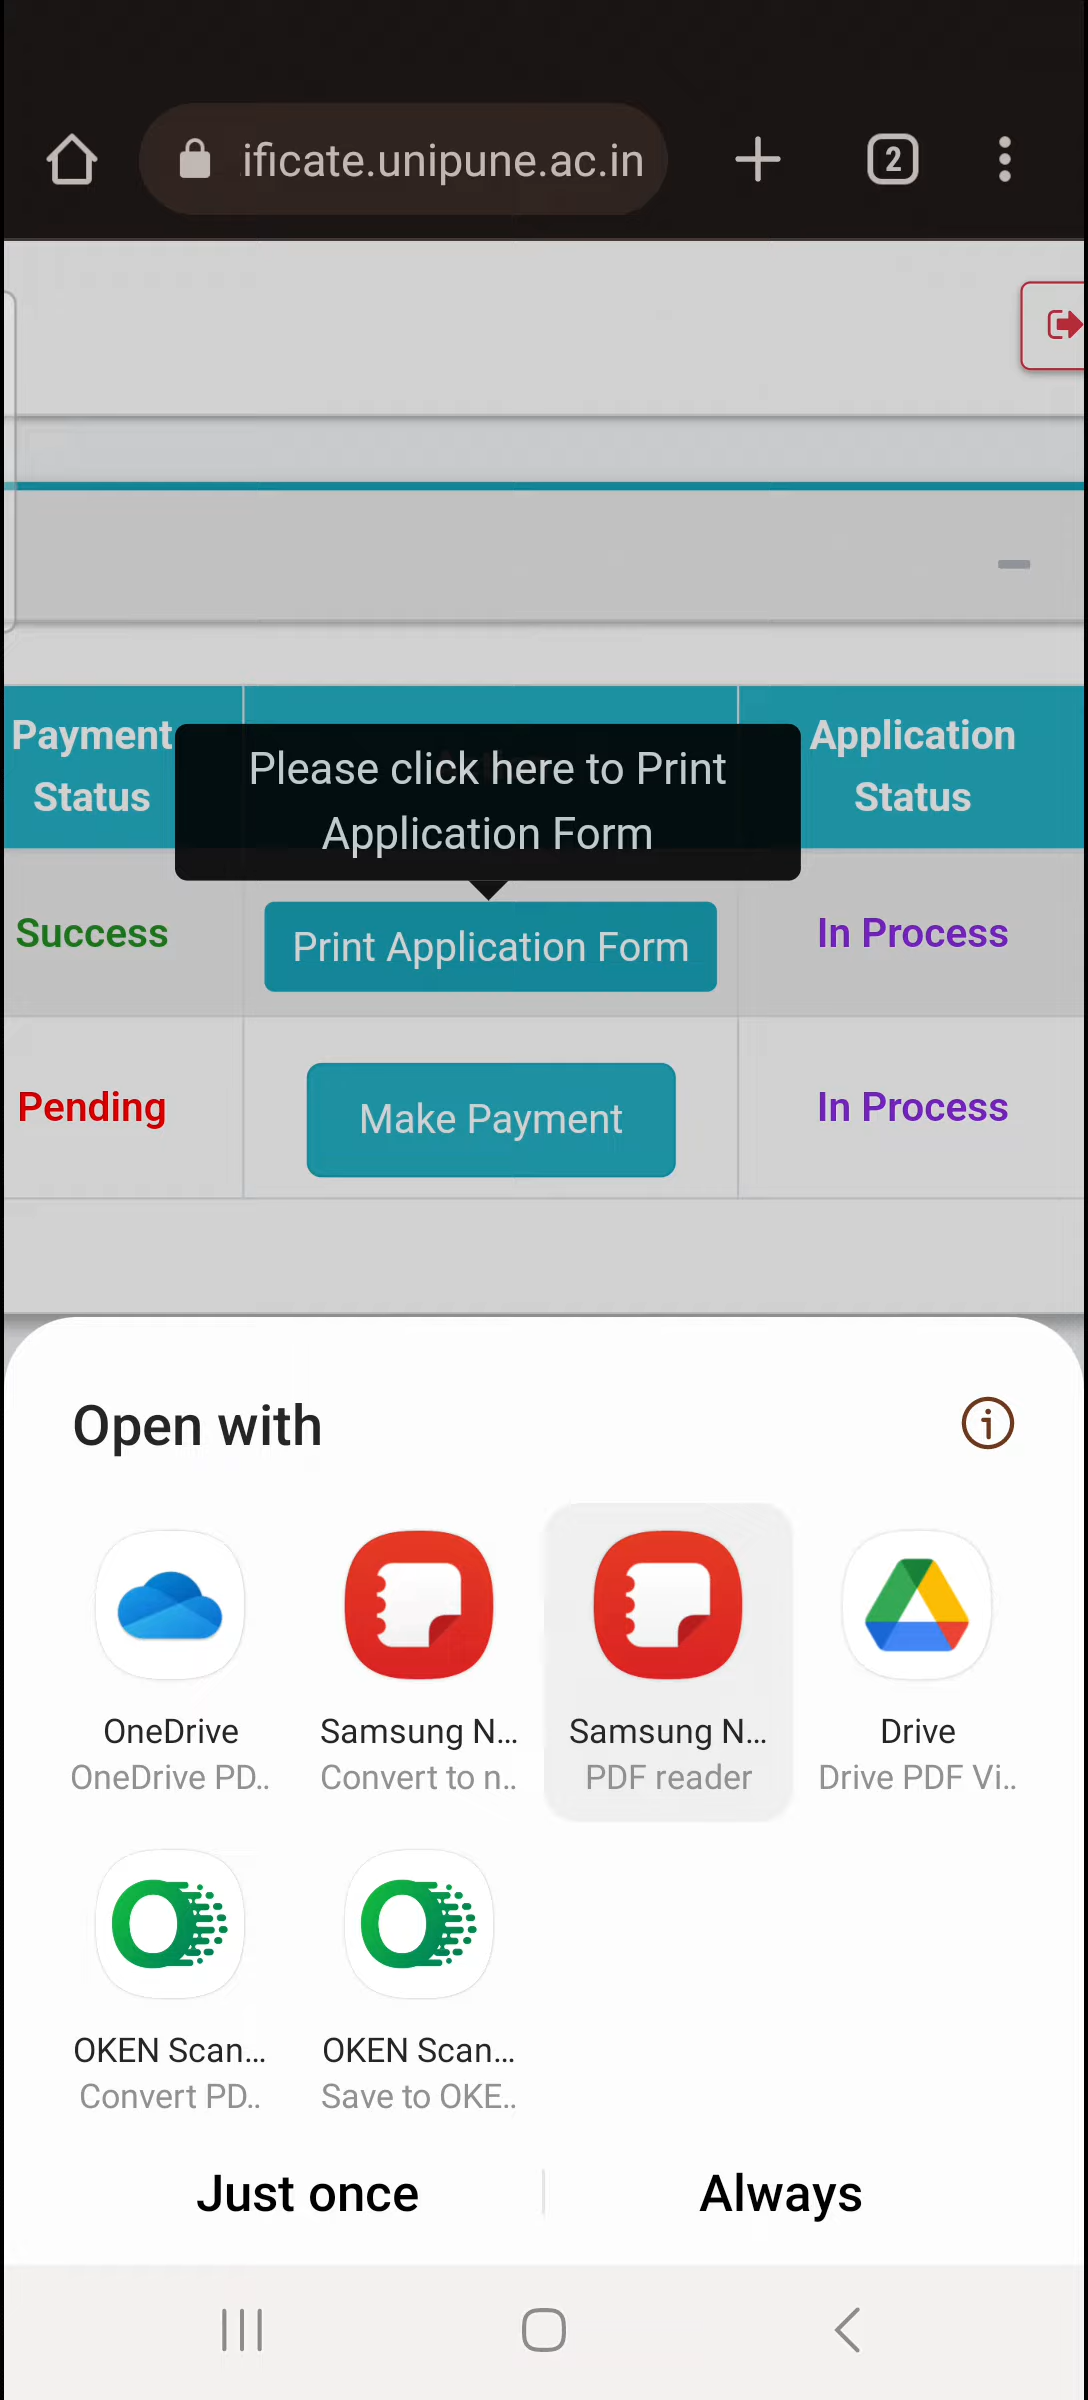 ificate.unipune.ac.in
2
Payment
Status
Please click here to Print
Application Form
Application
Status
Success
Print Application Form
In Process
Pending
Make Payment
In Process
Open with
OneDrive
OneDrive PD..
Samsung N...
Convert to n..
Samsung N...
PDF reader
Drive
Drive PDF Vi..
OKEN Scan...
Convert PD..
OKEN Scan...
Save to OKE..
Just once
Always